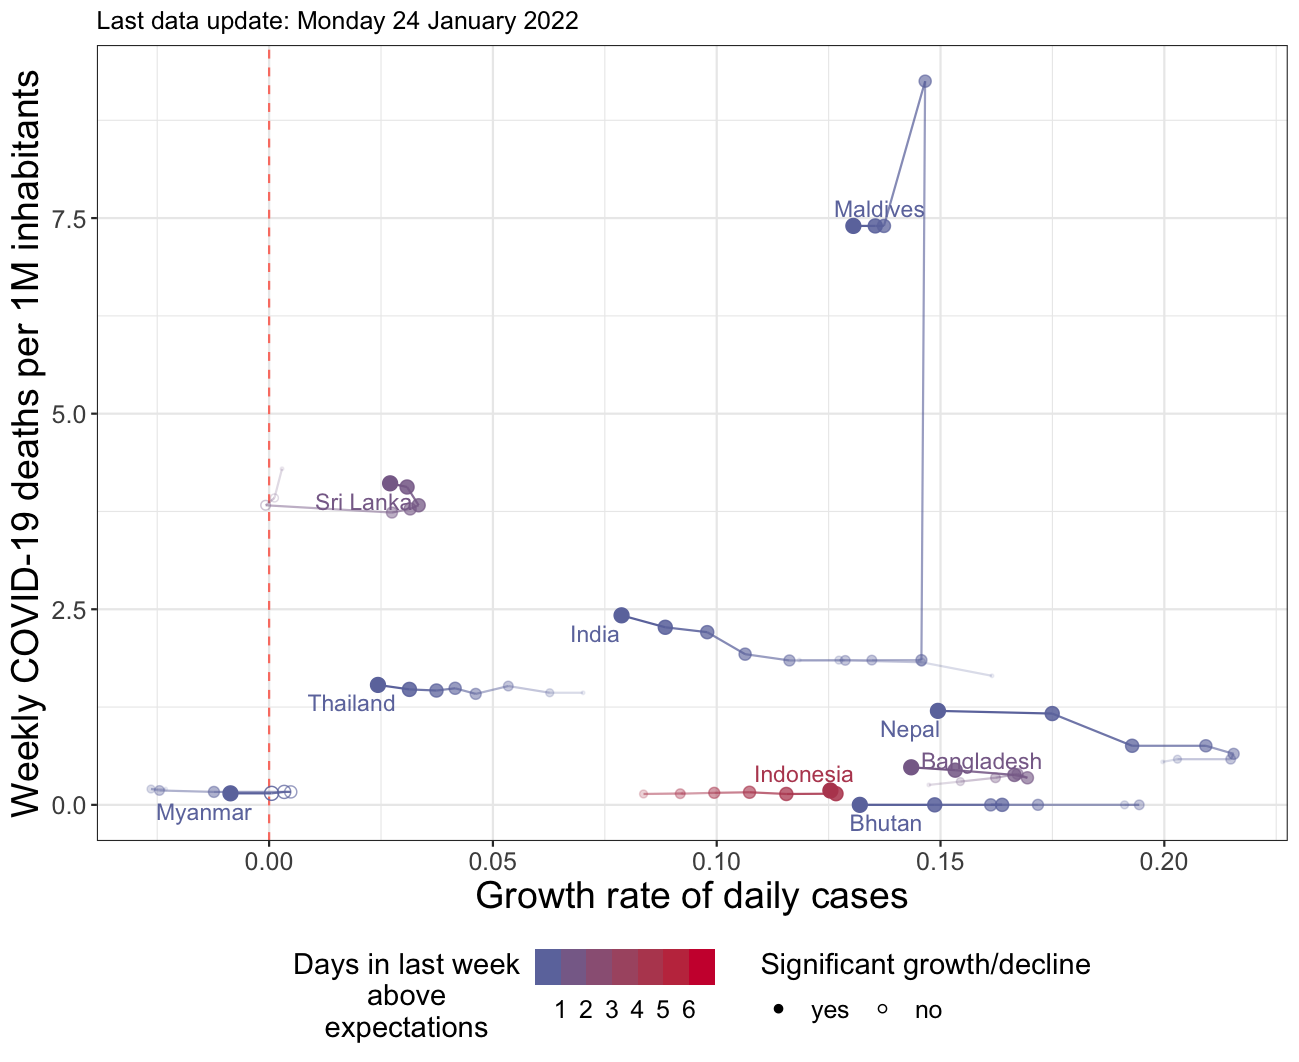 Last data update: Monday 24 January 2022
Weekly COVID-19 deaths per 1M inhabitants
7.5
5.0
2.5
0.0
Maldives
Sri Lanka
India
Thailand
Nepal
Bangladesh
Indonesia
Myanmar
Bhutan
0.00 0.05 0.10 0.15 0.20
Growth rate of daily cases
Days in last week
above
expectations
1 2 3 4 5 6
Significant growth/decline
yes no